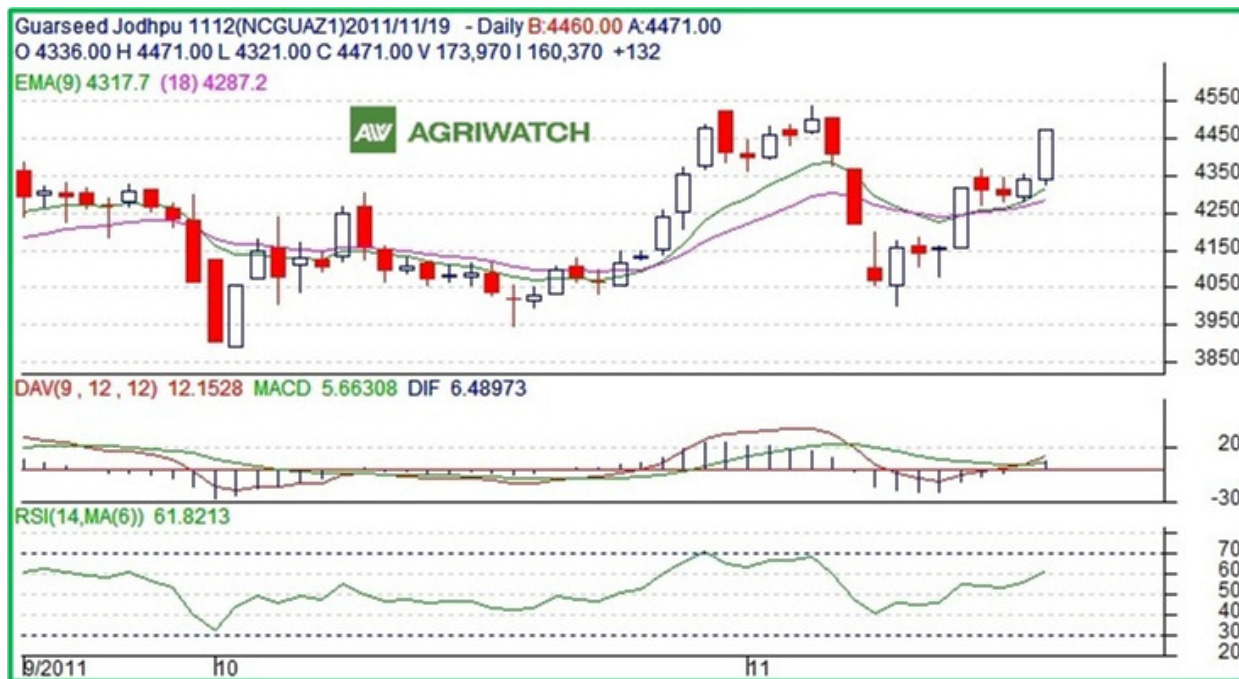 Guarseed Jodhpu 1112(NCGUAZ1)2011/11/19 - Daily B:4460.00 A:4471.00
O 4336.00 H 4471.00 L 4321.00 C 4471.00 V 173,970 I 160,370 +132
EMA(9) 4317.7 (18) 4287.2
AW AGRIWATCH
4550
4450
4350
4250
4150
4050
3950
3850
DAV(9 , 12 , 12) 12.1528 MACD 5.66308 DIF 6.48973
20
-30
RSI(14,MA(6)) 61.8213
70
60
50
40
30
20
9/2011 10 11